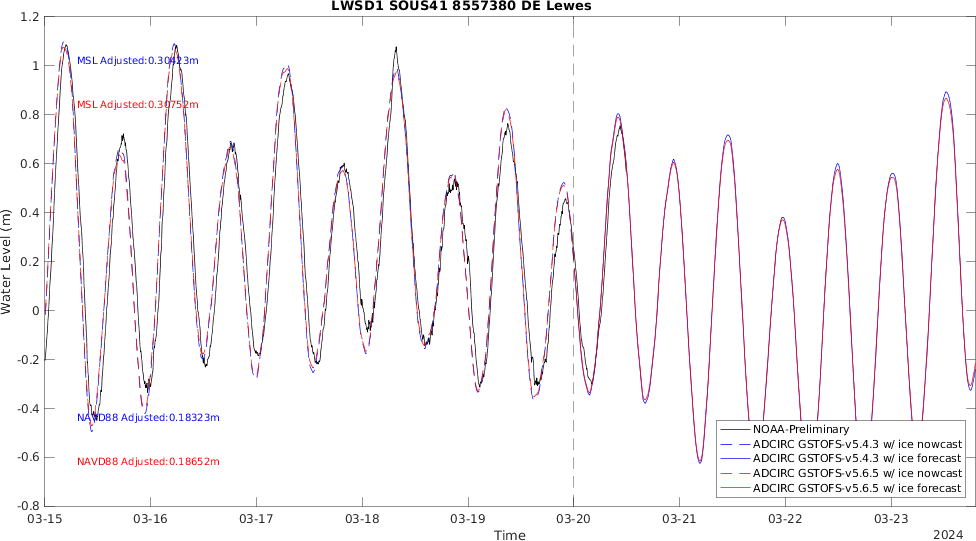 LWSD1 SOUS41 8557380 DE Lewes
1.2
1
0.8
0.6
0.4
0.2
0
-0.2
-0.4
-0.6
-0.8
Water Level (m)
MSL Adjusted:0.30423m
MSL Adjusted:0.30752m
NAVD88 Adjusted:0.18323m
NAVD88 Adjusted:0.18652m
NOAA-Preliminary
ADCIRC GSTOFS-v5.4.3 w/ ice nowcast
ADCIRC GSTOFS-v5.4.3 w/ ice forecast
ADCIRC GSTOFS-v5.6.5 w/ ice nowcast
ADCIRC GSTOFS-v5.6.5 w/ ice forecast
03-15 03-16 03-17 03-18 03-19 03-20 03-21 03-22 03-23
Time
2024